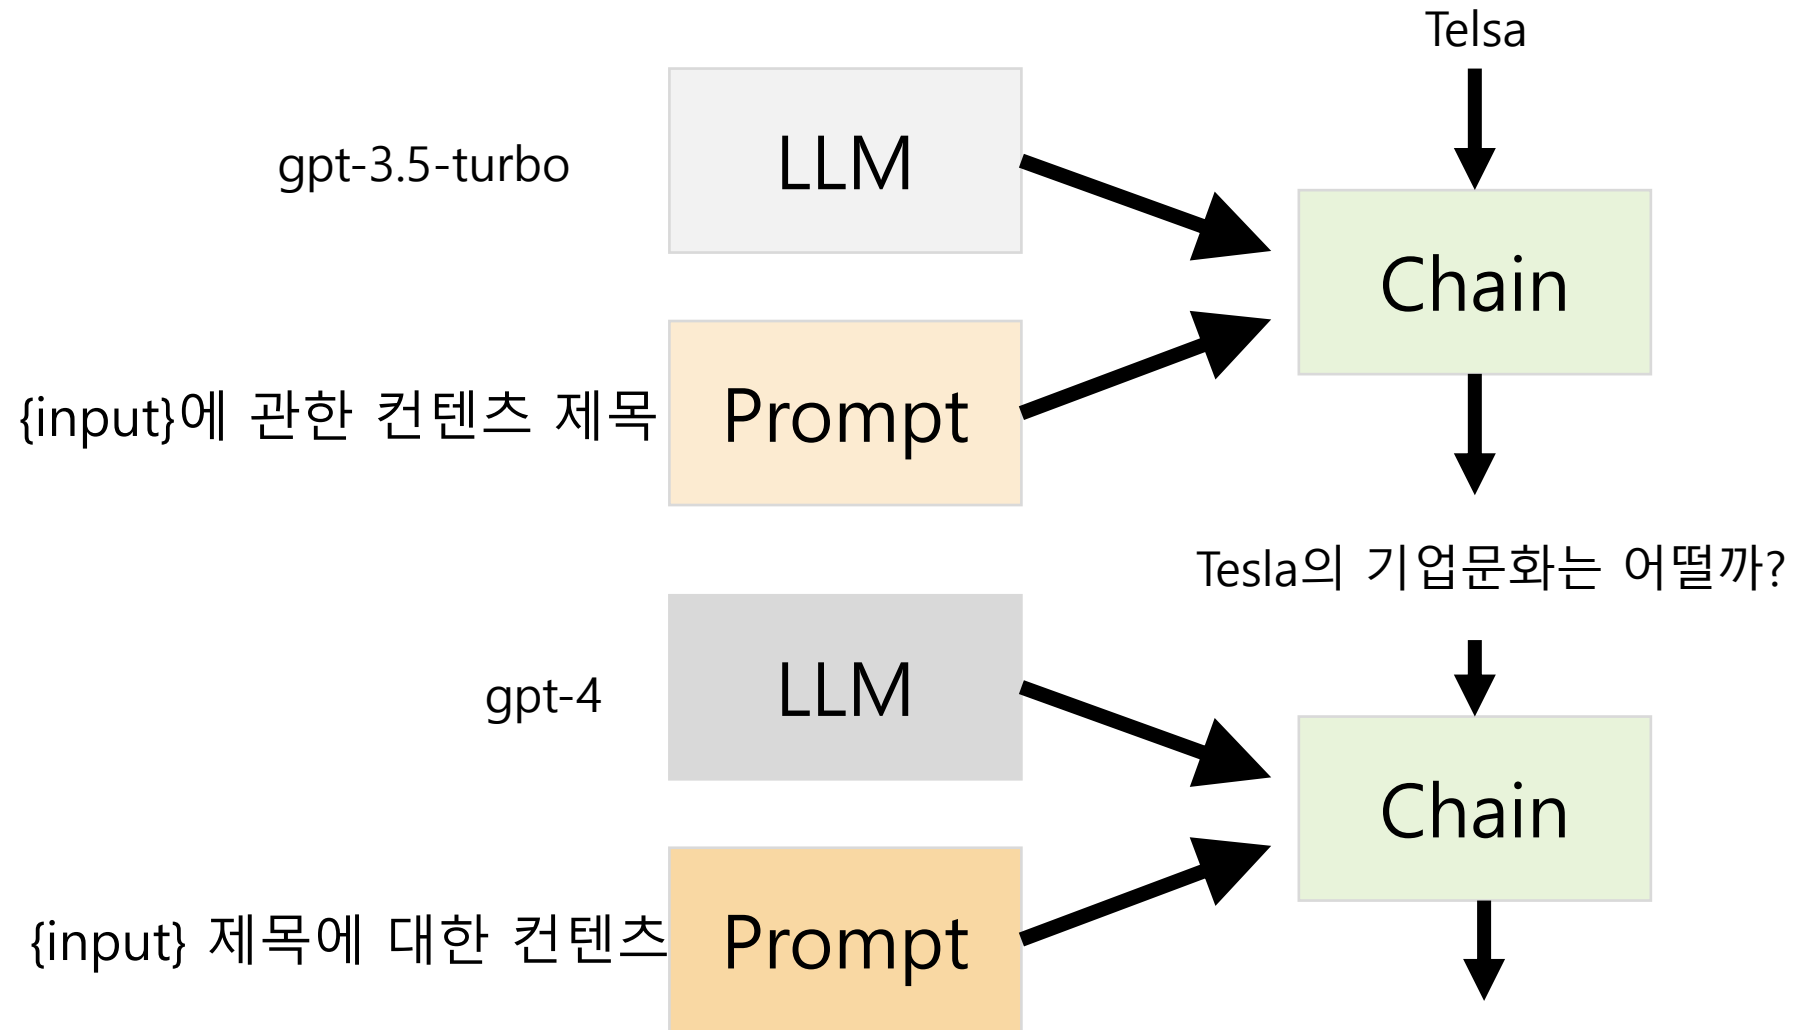 Telsa
gpt-3.5-turbo
LLM
Chain
{input}에 관한 컨텐츠 제목
Prompt
Tesla의 기업문화는 어떨까?
gpt-4
LLM
Chain
{input} 제목에 대한 컨텐츠
Prompt